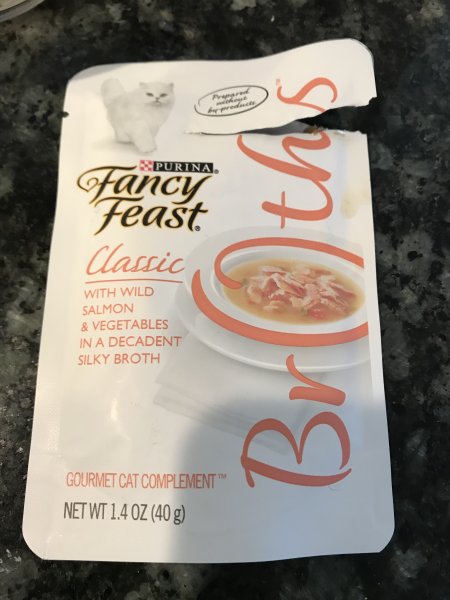 Prepared
without
by-products
PURINA®
Fancy
Feast®
Classic
WITH WILD
SALMON
& VEGETABLES
IN A DECADENT
SILKY BROTH
Broths™
GOURMET CAT COMPLEMENT™
NET WT 1.4 OZ (40 g)